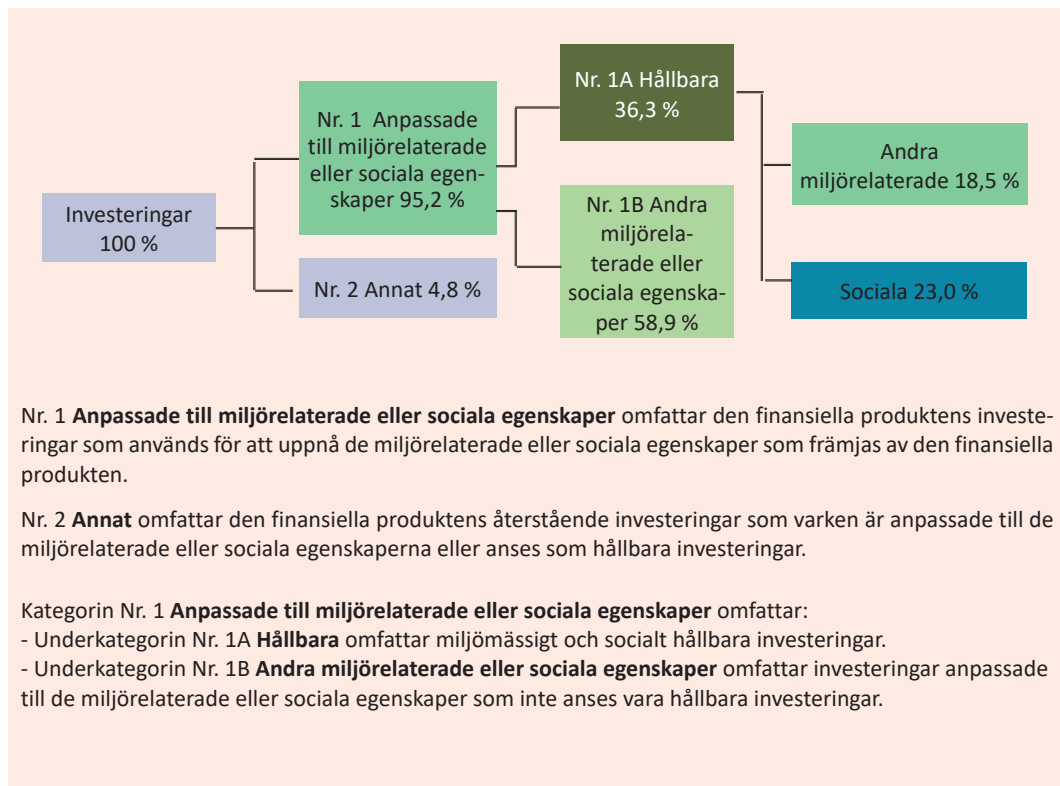 Investeringar
100 %
Nr. 1 Anpassade
till miljörelaterade
eller sociala egen-
skaper 95,2 %
Nr. 2 Annat 4,8 %
Nr. 1A Hållbara
36,3 %
Nr. 1B Andra
miljörela-
terade eller
sociala egenska-
per 58,9 %
Andra
miljörelaterade 18,5 %
Sociala 23,0 %
Nr. 1 Anpassade till miljörelaterade eller sociala egenskaper omfattar den finansiella produktens investe-
ringar som används för att uppnå de miljörelaterade eller sociala egenskaper som främjas av den finansiella
produkten.
Nr. 2 Annat omfattar den finansiella produktens återstående investeringar som varken är anpassade till de
miljörelaterade eller sociala egenskaperna eller anses som hållbara investeringar.
Kategorin Nr. 1 Anpassade till miljörelaterade eller sociala egenskaper omfattar:
- Underkategorin Nr. 1A Hållbara omfattar miljömässigt och socialt hållbara investeringar.
- Underkategorin Nr. 1B Andra miljörelaterade eller sociala egenskaper omfattar investeringar anpassade
till de miljörelaterade eller sociala egenskaper som inte anses vara hållbara investeringar.